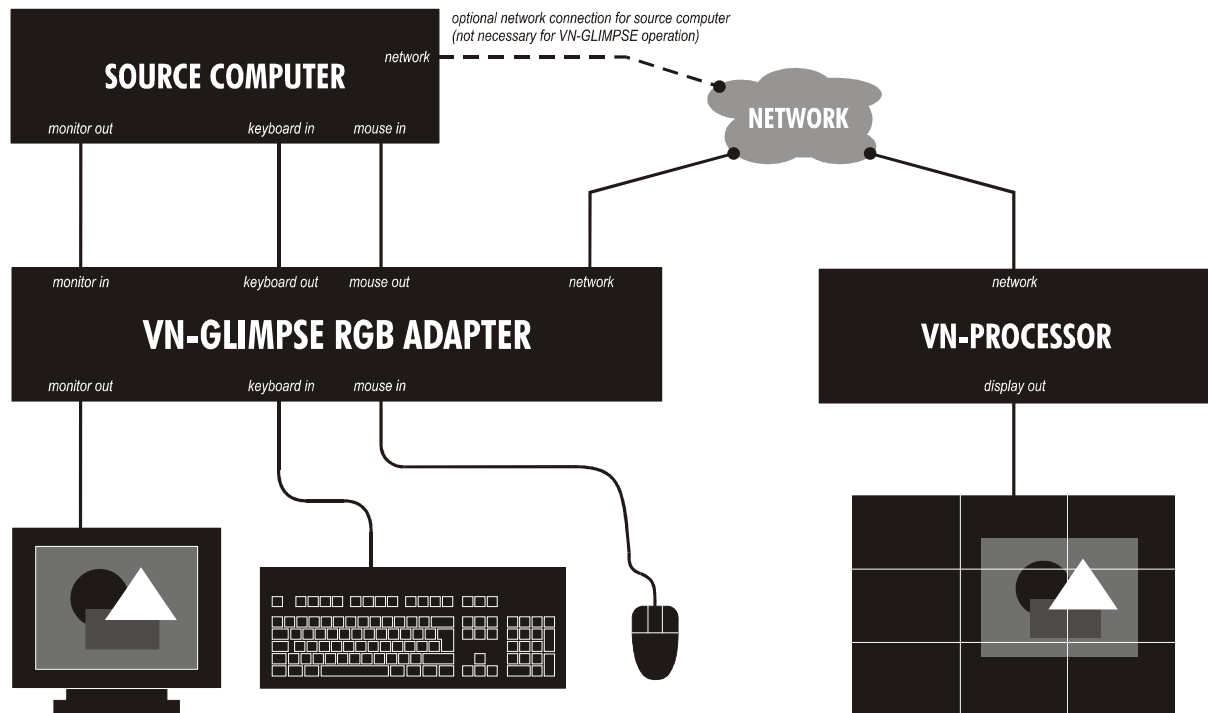 optional network connection for source computer
(not necessary for VN-GLIMPSE operation)
network
SOURCE COMPUTER
NETWORK
monitor out keyboard in mouse in
monitor in keyboard out mouse out network
network
VN-GLIMPSE RGB ADAPTER
VN-PROCESSOR
monitor out keyboard in mouse in
display out